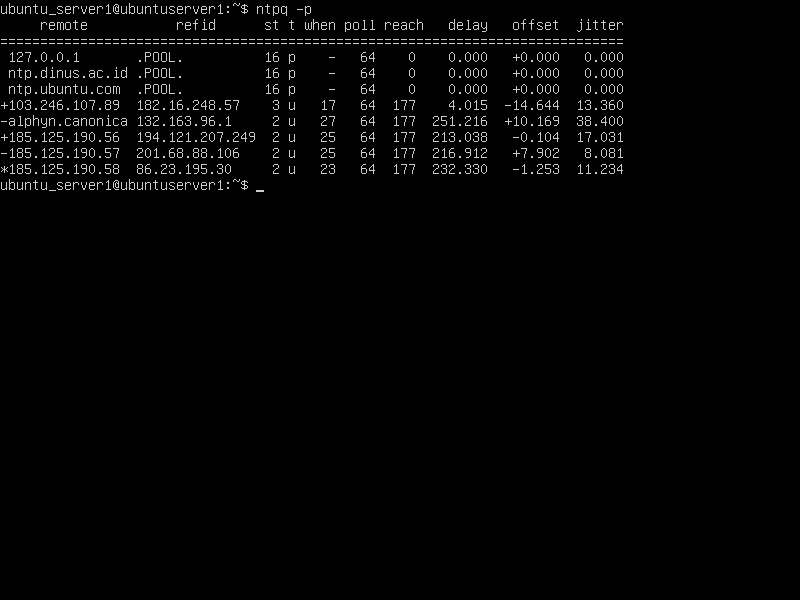 ubuntu_server1@ubuntuserver1:~$ ntpq -p
     remote           refid      st t when poll reach   delay   offset  jitter
==============================================================================
 127.0.0.1       .POOL.          16 p    -   64    0    0.000   +0.000   0.000
 ntp.dinus.ac.id .POOL.          16 p    -   64    0    0.000   +0.000   0.000
 ntp.ubuntu.com  .POOL.          16 p    -   64    0    0.000   +0.000   0.000
+103.246.107.89  182.16.248.57    3 u   17   64  177    4.015  -14.644  13.360
-alphyn.canonica 132.163.96.1     2 u   27   64  177  251.216  +10.169  38.400
+185.125.190.56  194.121.207.249  2 u   25   64  177  213.038   -0.104  17.031
-185.125.190.57  201.68.88.106    2 u   25   64  177  216.912   +7.902   8.081
*185.125.190.58  86.23.195.30     2 u   23   64  177  232.330   -1.253  11.234
ubuntu_server1@ubuntuserver1:~$ _